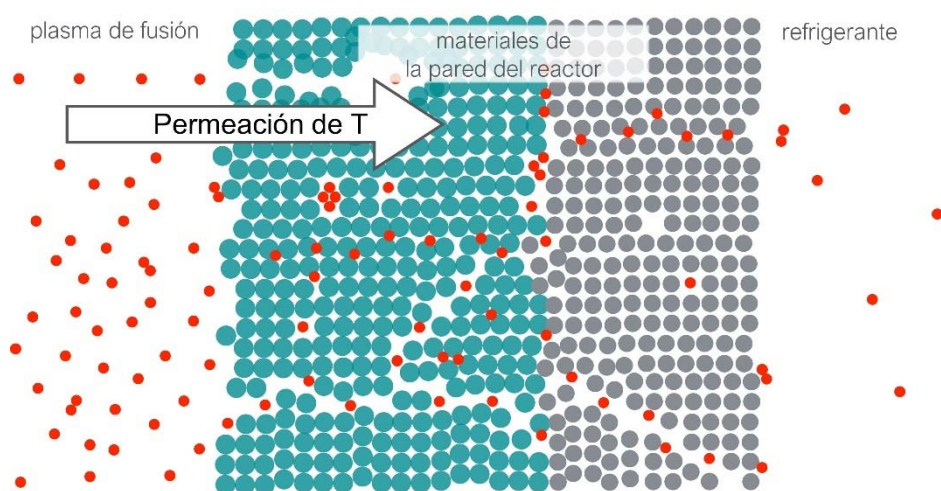 plasma de fusión
materiales de
la pared del reactor
refrigerante
Permeación de T